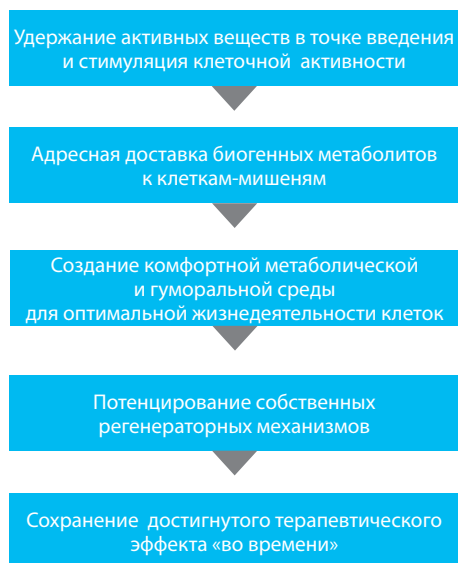 Удержание активных веществ в точке введения
и стимуляция клеточной активности
Адресная доставка биогенных метаболитов
к клеткам-мишеням
Создание комфортной метаболической
и гуморальной среды
для оптимальной жизнедеятельности клеток
Потенцирование собственных
регенераторных механизмов
Сохранение достигнутого терапевтического
эффекта «во времени»